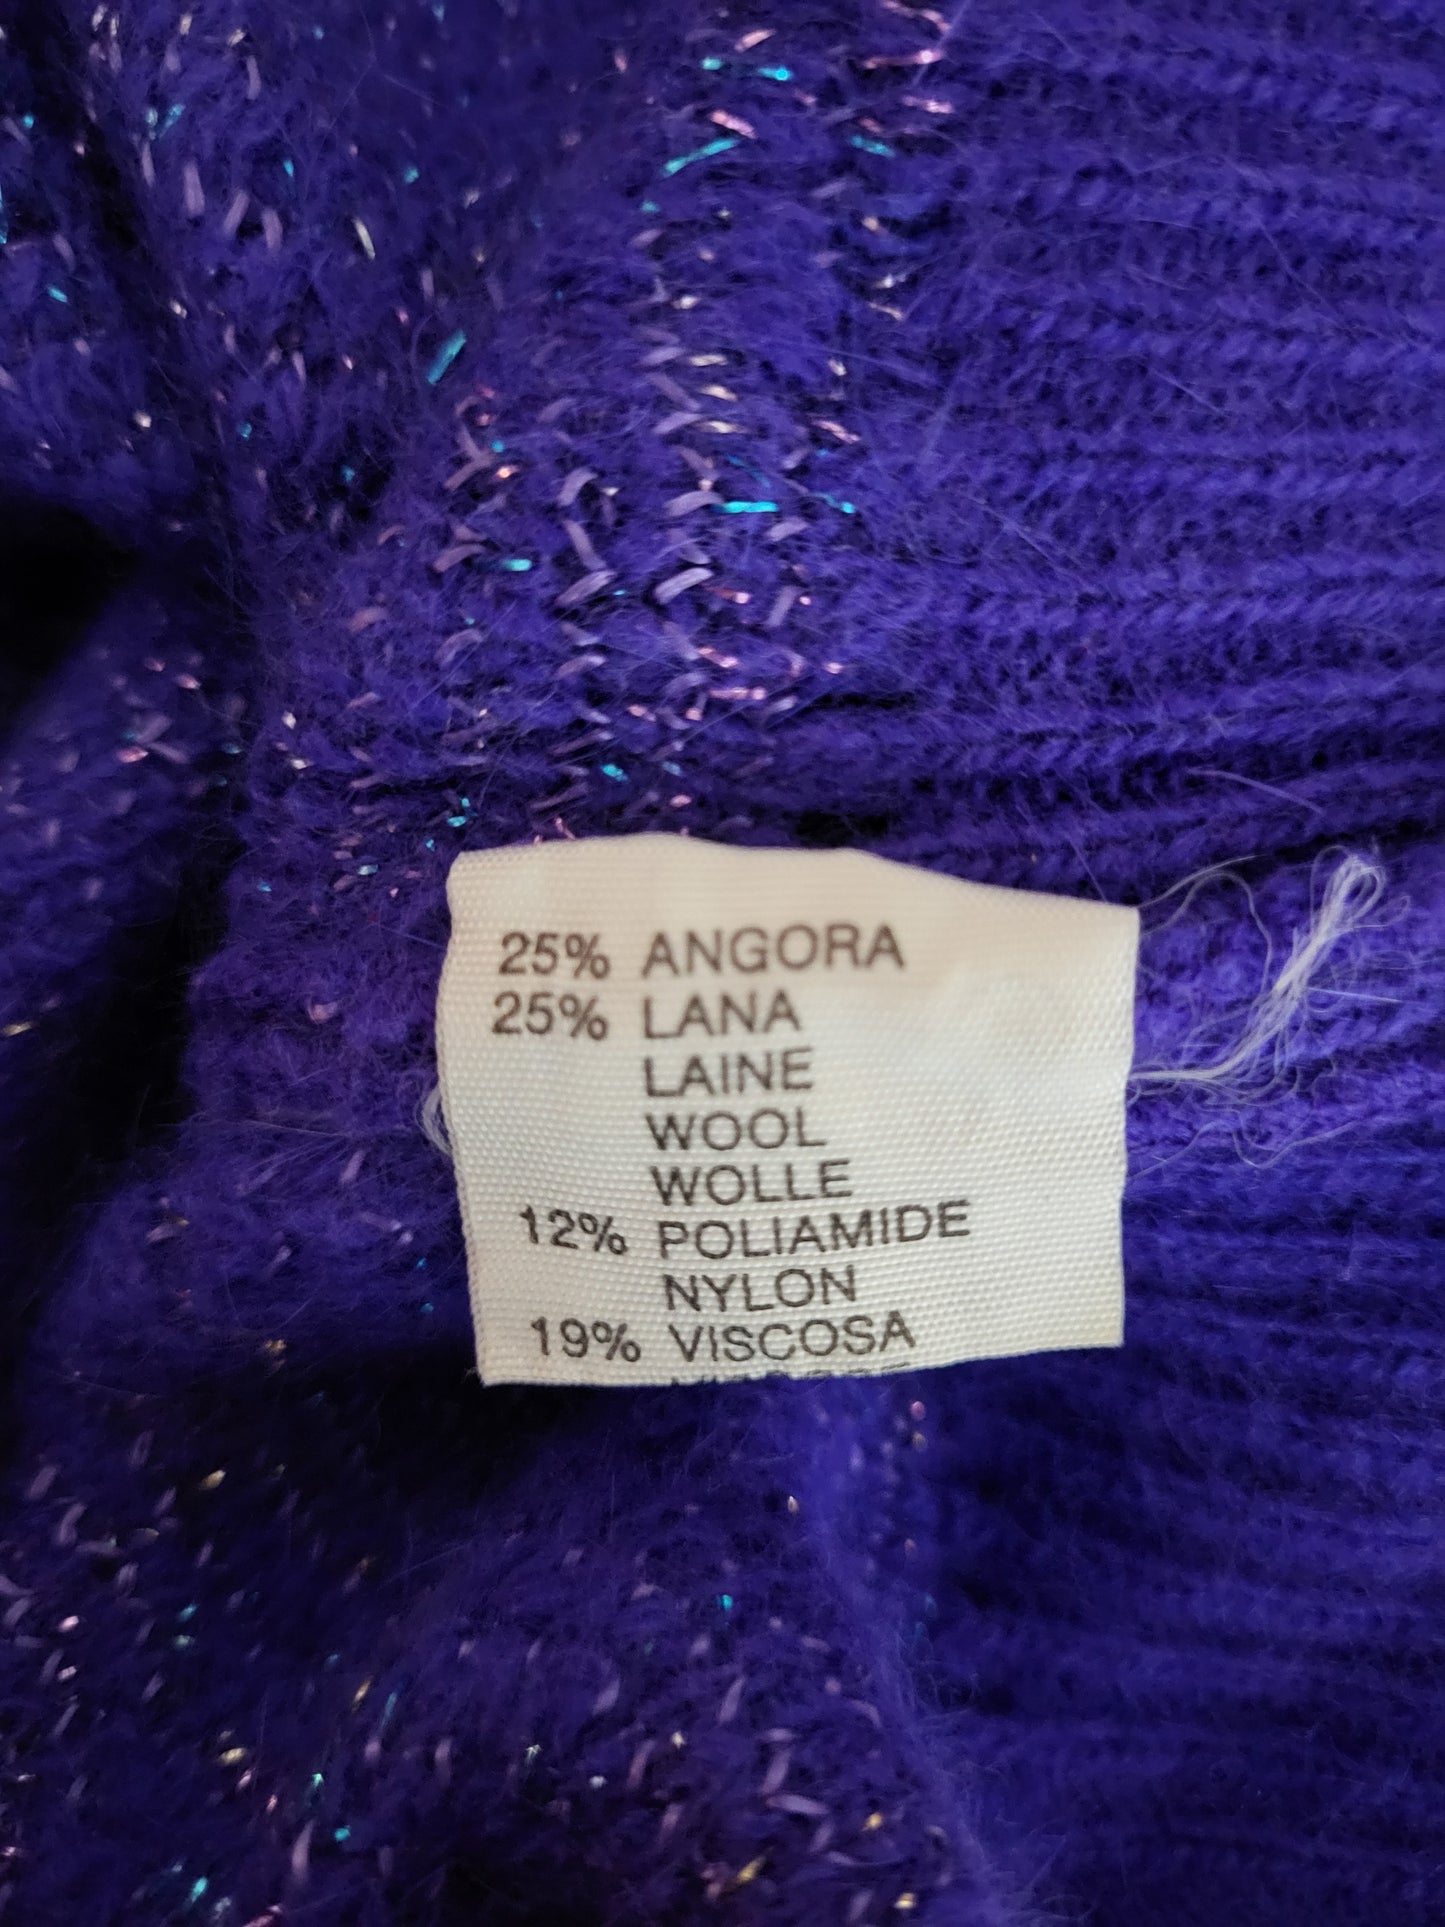 25% ANGORA
25% LANA
LAINE
WOOL
WOLLE
12% POLIAMIDE
NYLON
19% VISCOSA